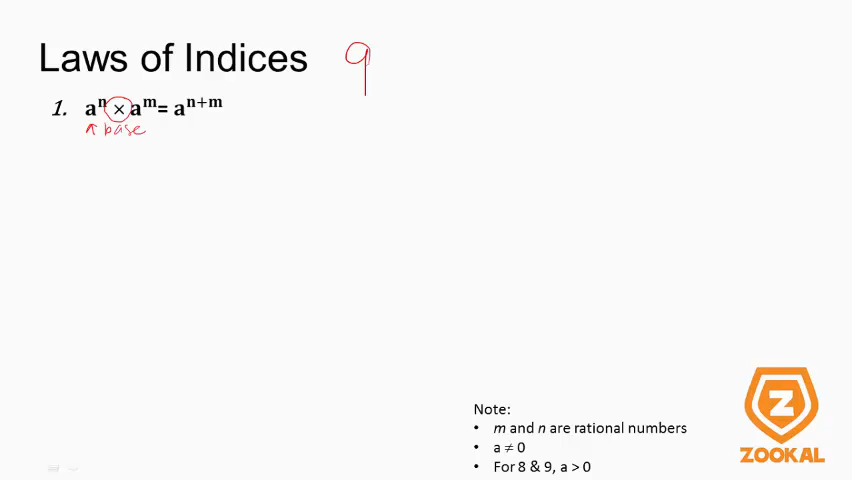 Laws of Indices 9
1. aⁿ × aᵐ= aⁿ⁺ᵐ
↑ base
Note:
• m and n are rational numbers
• a ≠ 0
• For 8 & 9, a > 0
Z
ZOOKAL